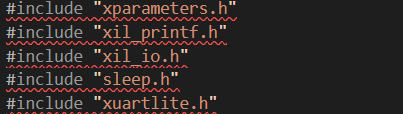 #include "xparameters.h"
#include "xil_printf.h"
#include "xil_io.h"
#include "sleep.h"
#include "xuartlite.h"